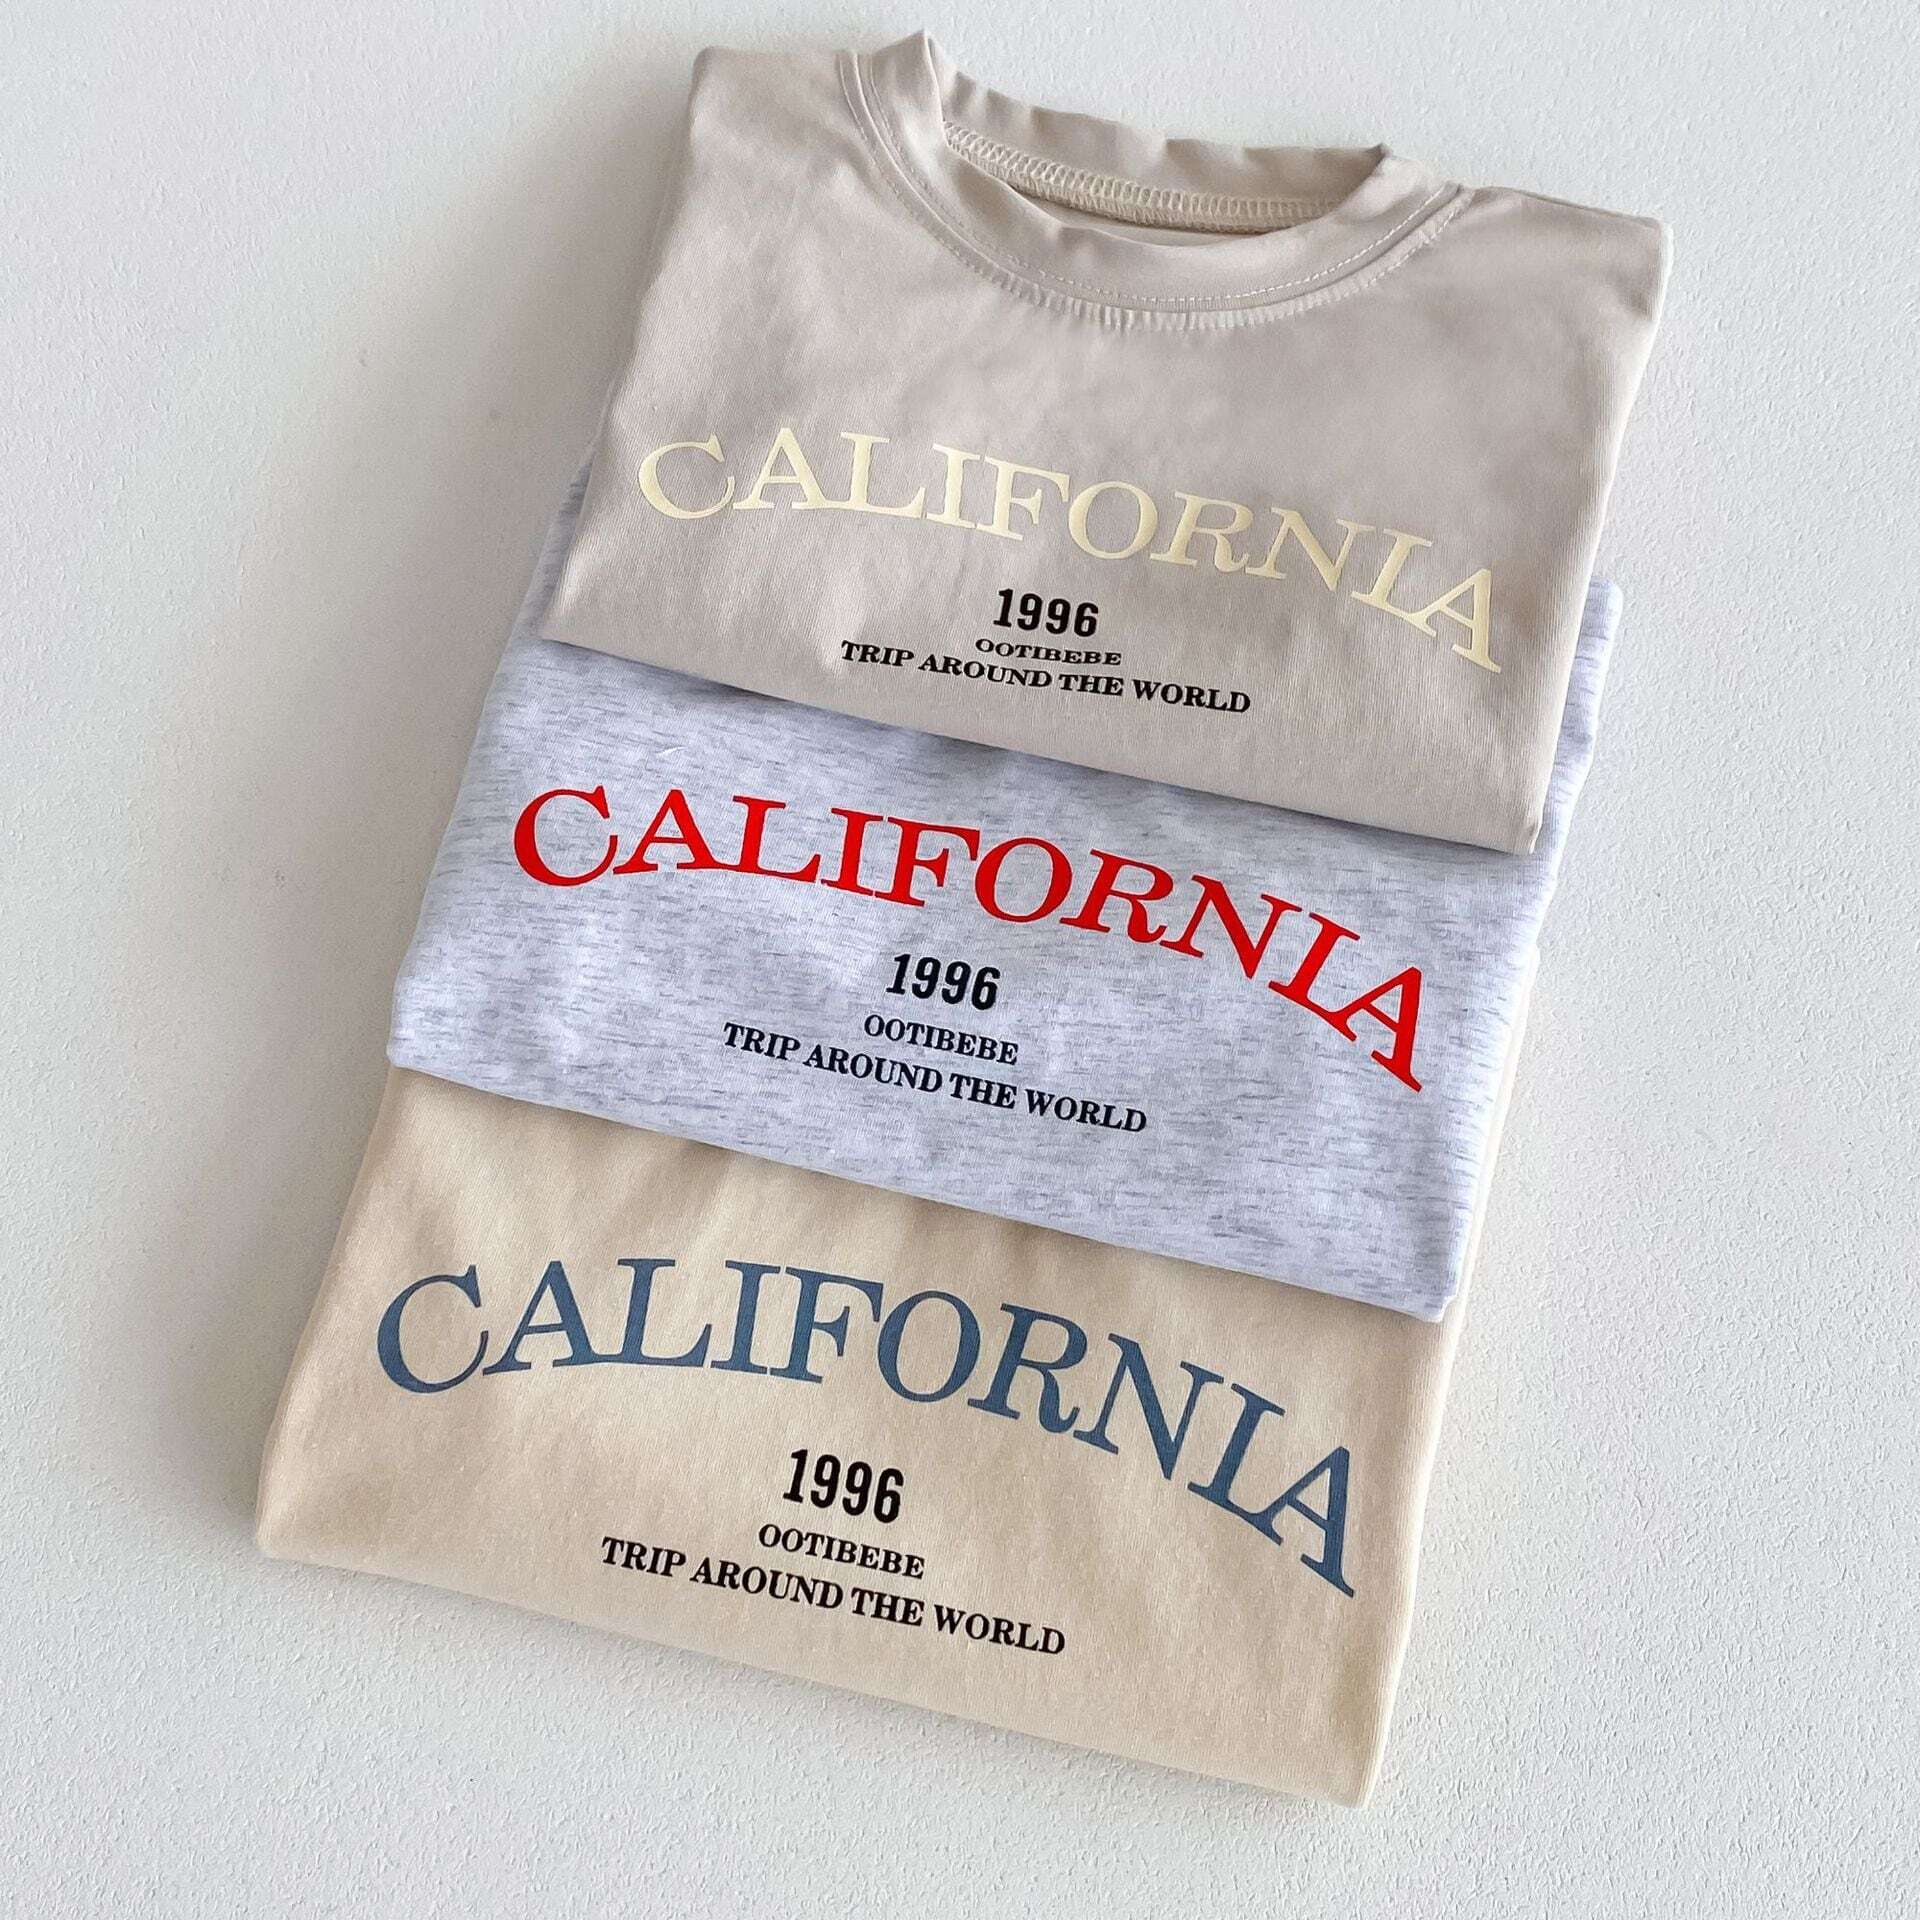 CALIFORNIA
1996
OOTIBEBE
TRIP AROUND THE WORLD
CALIFORNIA
1996
OOTIBEBE
TRIP AROUND THE WORLD
CALIFORNIA
1996
OOTIBEBE
TRIP AROUND THE WORLD